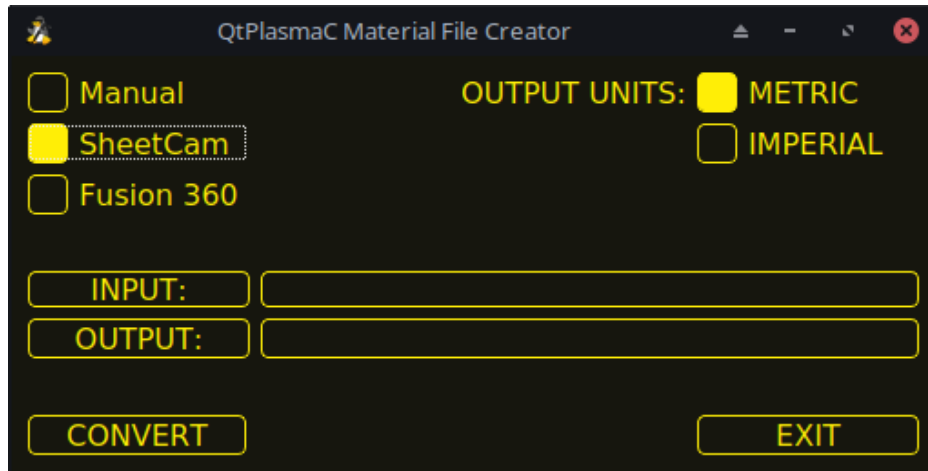 QtPlasmaC Material File Creator
Manual OUTPUT UNITS: METRIC
SheetCam IMPERIAL
Fusion 360
INPUT:
OUTPUT:
CONVERT EXIT